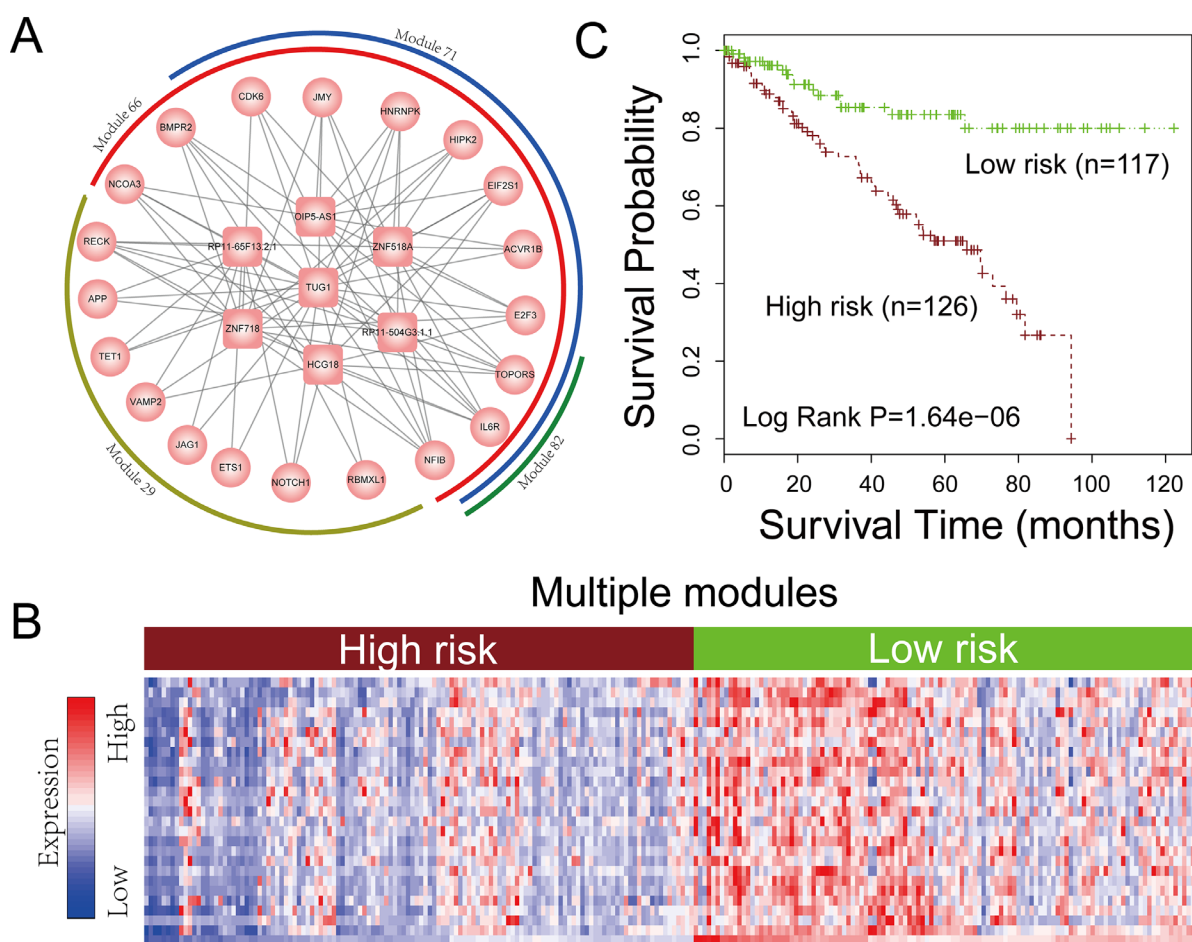 A
Module 71
Module 66
CDK6
JMY
HNRNPK
BMPR2
HIPK2
NCOA3
EIF2S1
OIP5-AS1
RECK
RP11-65F13.2.1
ZNF518A
ACVR1B
TUG1
APP
E2F3
ZNF718
RP11-504G3.1.1
TET1
HCG18
TOPORS
VAMP2
IL6R
JAG1
NFIB
ETS1
NOTCH1
RBMXL1
Module 29
Module 82
C
Survival Probability
1.0
0.8
0.6
0.4
0.2
0.0
Low risk (n=117)
High risk (n=126)
Log Rank P=1.64e−06
0 20 40 60 80 100 120
Survival Time (months)
B
Multiple modules
High risk Low risk
Expression
High
Low